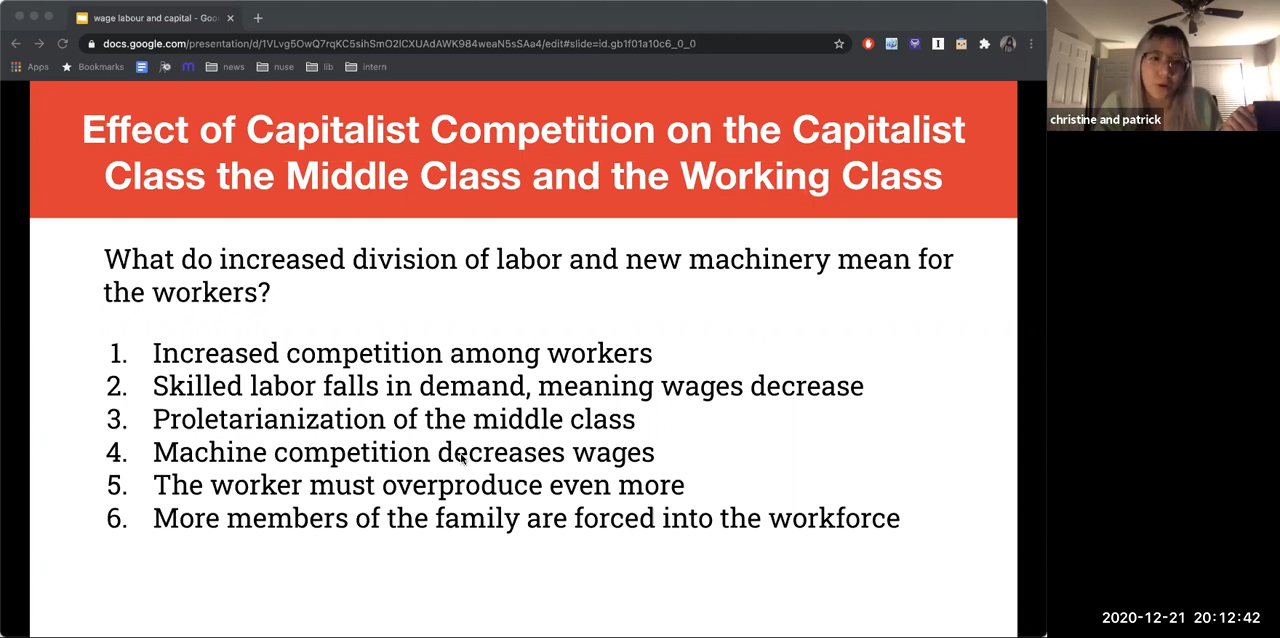 wage labour and capital - Goo
docs.google.com/presentation/d/1VLvg5OwQ7rqKC5sihSmO2ICXUAdAWK984weaN5sSAa4/edit#slide=id.gb1f01a10c6_0_0
Apps Bookmarks news nuse lib intern
christine and patrick
Effect of Capitalist Competition on the Capitalist
Class the Middle Class and the Working Class
What do increased division of labor and new machinery mean for
the workers?
1. Increased competition among workers
2. Skilled labor falls in demand, meaning wages decrease
3. Proletarianization of the middle class
4. Machine competition decreases wages
5. The worker must overproduce even more
6. More members of the family are forced into the workforce
2020-12-21 20:12:42